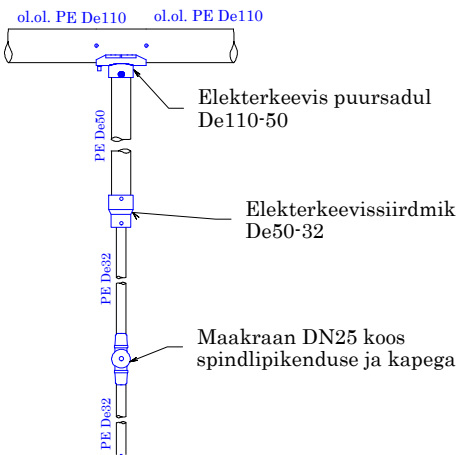 ol.ol. PE De110
ol.ol. PE De110
Elekterkeevis puursadul
De110-50
PE De50
Elekterkeevissiirdmik
De50-32
PE De32
Maakraan DN25 koos
spindlipikenduse ja kapega
PE De32